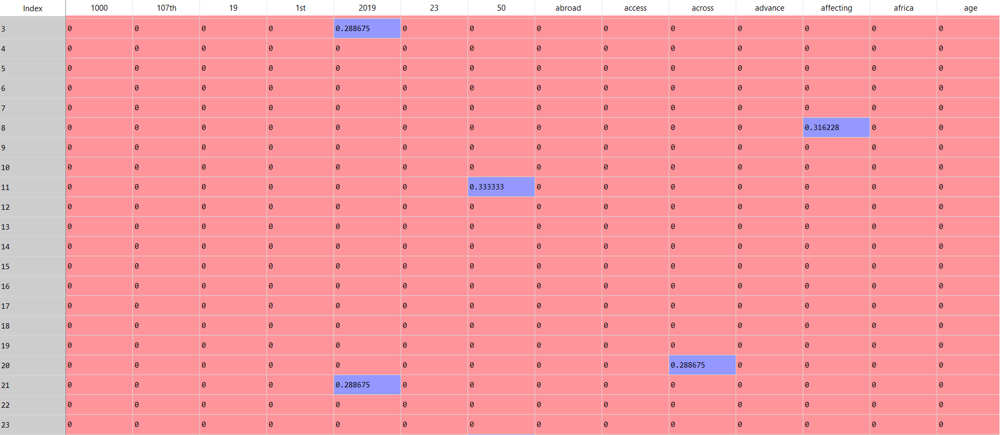 Index 1000 107th 19 1st 2019 23 50 abroad access across advance affecting africa age
3 0 0 0 0 0.288675 0 0 0 0 0 0 0 0 0
4 0 0 0 0 0 0 0 0 0 0 0 0 0 0
5 0 0 0 0 0 0 0 0 0 0 0 0 0 0
6 0 0 0 0 0 0 0 0 0 0 0 0 0 0
7 0 0 0 0 0 0 0 0 0 0 0 0 0 0
8 0 0 0 0 0 0 0 0 0 0 0 0.316228 0 0
9 0 0 0 0 0 0 0 0 0 0 0 0 0 0
10 0 0 0 0 0 0 0 0 0 0 0 0 0 0
11 0 0 0 0 0 0 0.333333 0 0 0 0 0 0 0
12 0 0 0 0 0 0 0 0 0 0 0 0 0 0
13 0 0 0 0 0 0 0 0 0 0 0 0 0 0
14 0 0 0 0 0 0 0 0 0 0 0 0 0 0
15 0 0 0 0 0 0 0 0 0 0 0 0 0 0
16 0 0 0 0 0 0 0 0 0 0 0 0 0 0
17 0 0 0 0 0 0 0 0 0 0 0 0 0 0
18 0 0 0 0 0 0 0 0 0 0 0 0 0 0
19 0 0 0 0 0 0 0 0 0 0 0 0 0 0
20 0 0 0 0 0 0 0 0 0 0.288675 0 0 0 0
21 0 0 0 0 0.288675 0 0 0 0 0 0 0 0 0
22 0 0 0 0 0 0 0 0 0 0 0 0 0 0
23 0 0 0 0 0 0 0 0 0 0 0 0 0 0